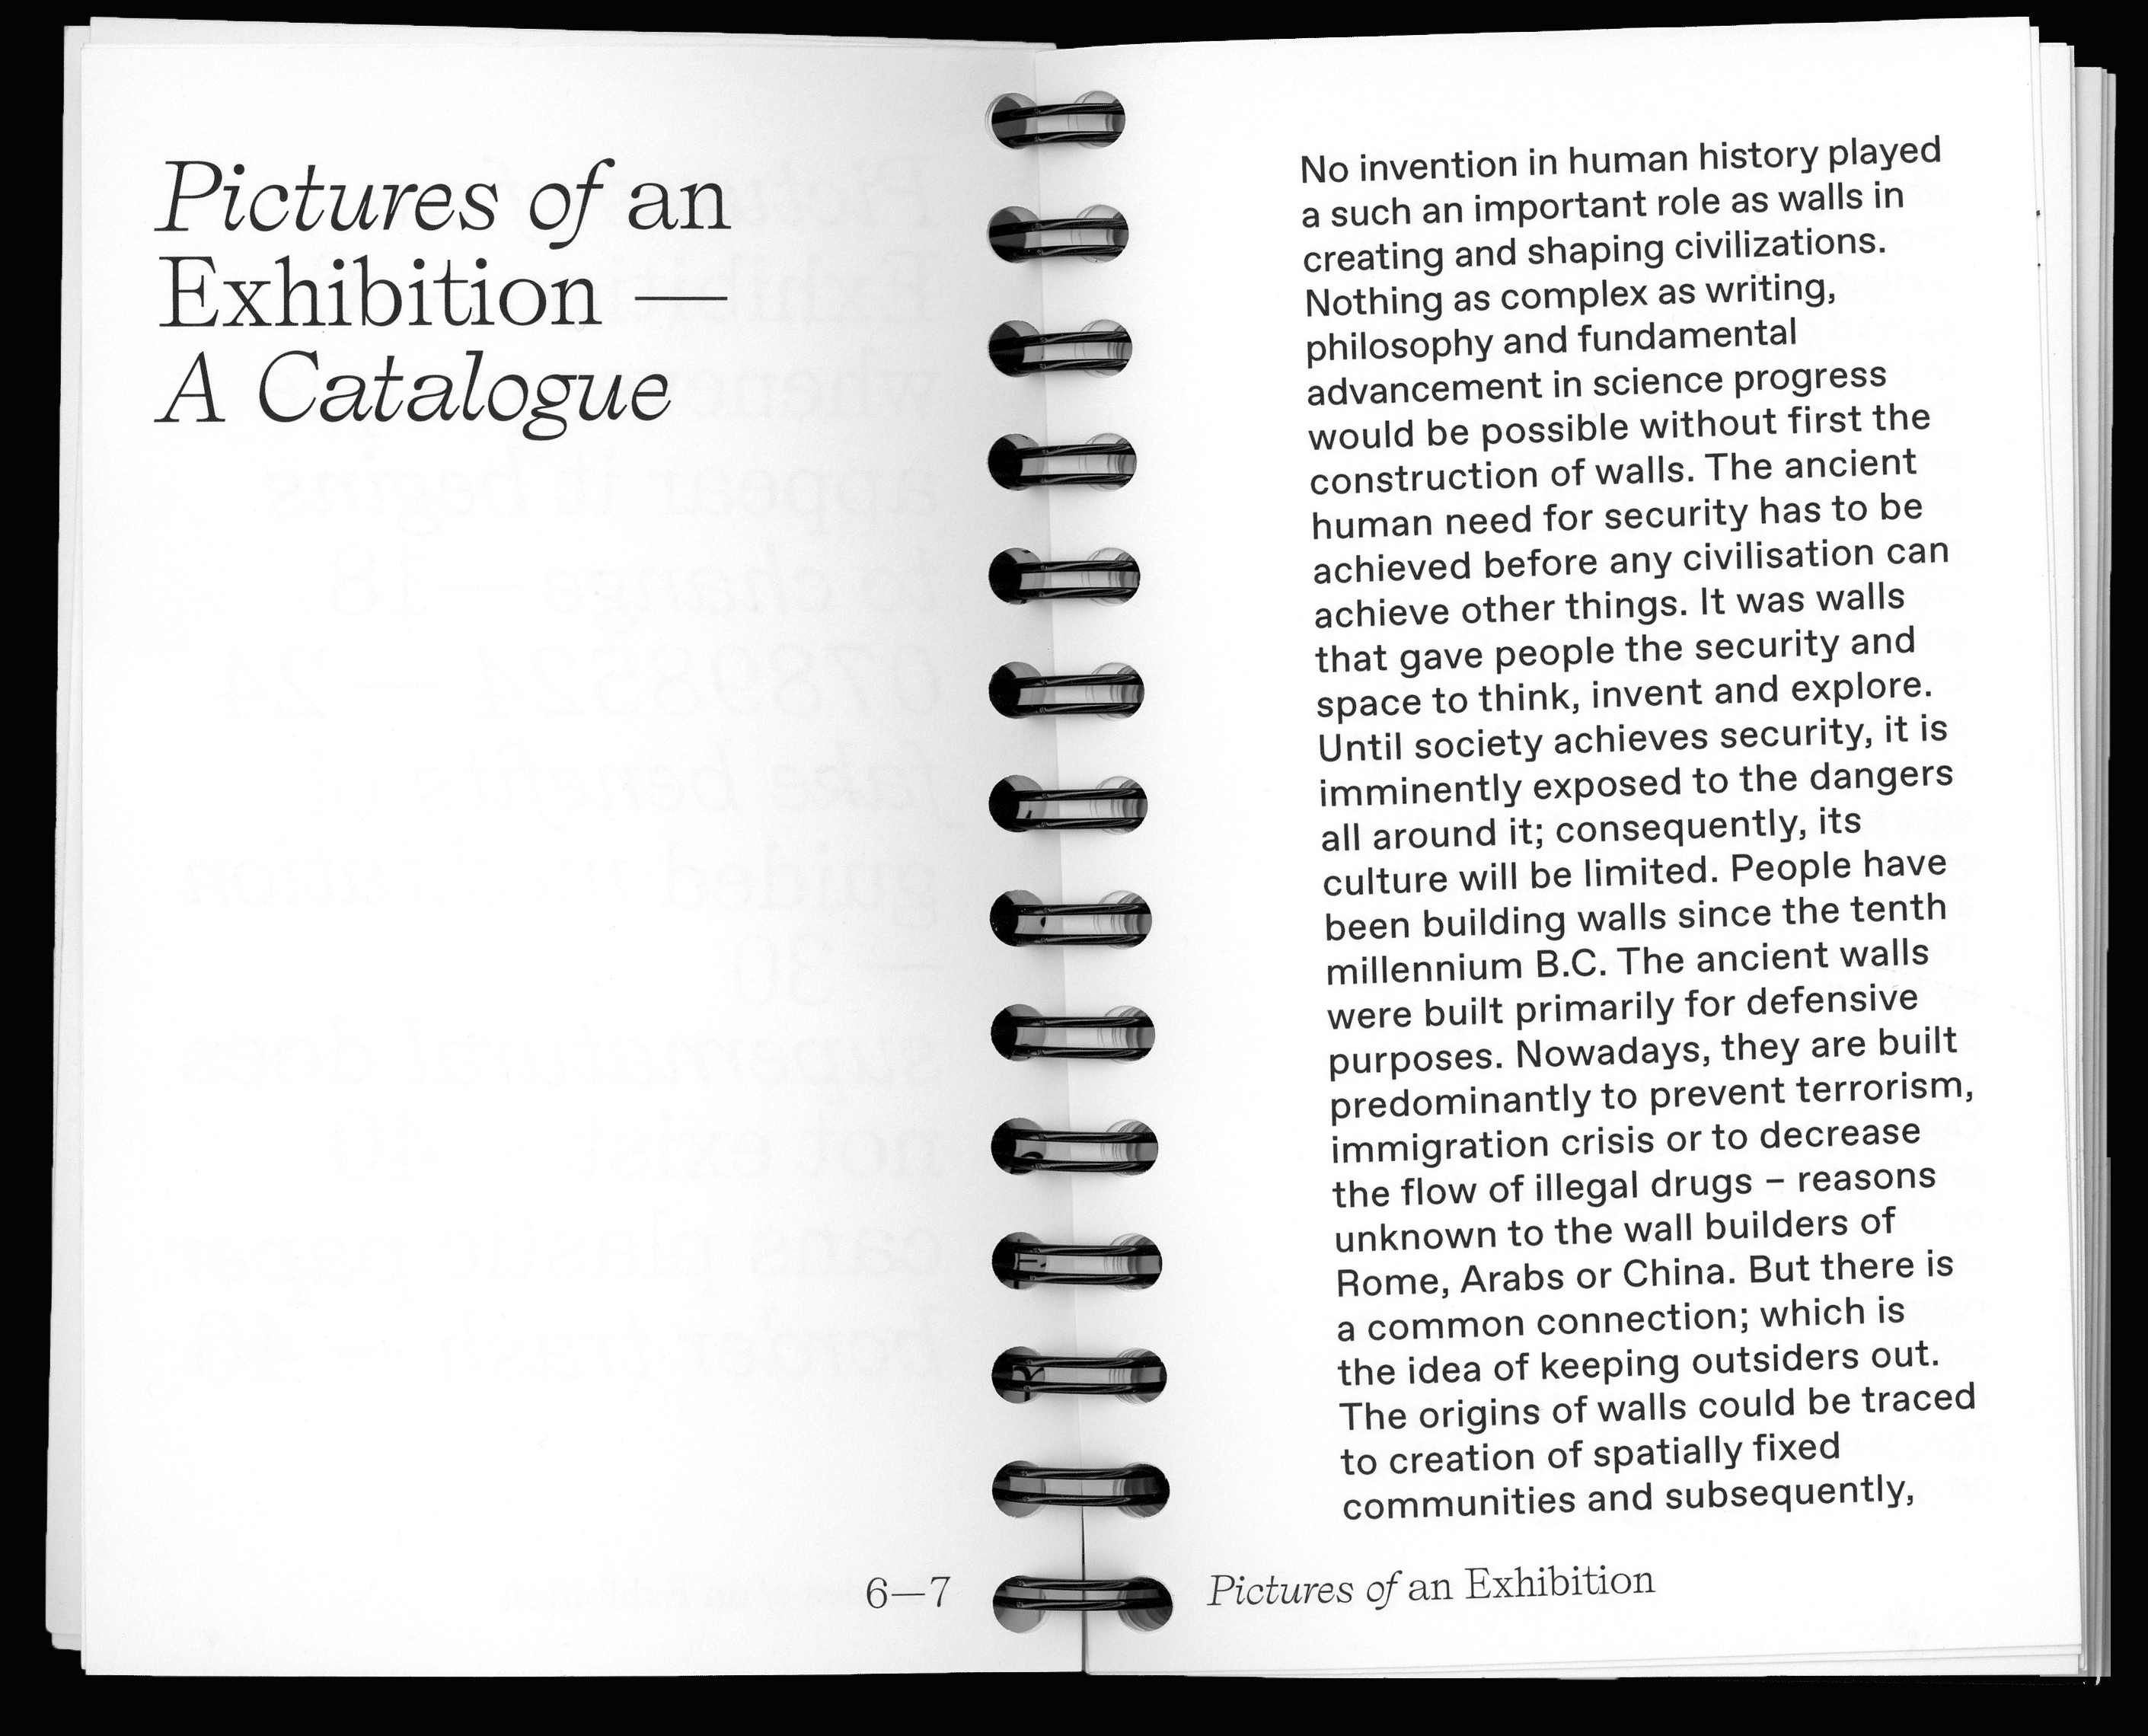 Pictures of an
Exhibition —
A Catalogue
6—7
No invention in human history played
a such an important role as walls in
creating and shaping civilizations.
Nothing as complex as writing,
philosophy and fundamental
advancement in science progress
would be possible without first the
construction of walls. The ancient
human need for security has to be
achieved before any civilisation can
achieve other things. It was walls
that gave people the security and
space to think, invent and explore.
Until society achieves security, it is
imminently exposed to the dangers
all around it; consequently, its
culture will be limited. People have
been building walls since the tenth
millennium B.C. The ancient walls
were built primarily for defensive
purposes. Nowadays, they are built
predominantly to prevent terrorism,
immigration crisis or to decrease
the flow of illegal drugs – reasons
unknown to the wall builders of
Rome, Arabs or China. But there is
a common connection; which is
the idea of keeping outsiders out.
The origins of walls could be traced
to creation of spatially fixed
communities and subsequently,
Pictures of an Exhibition